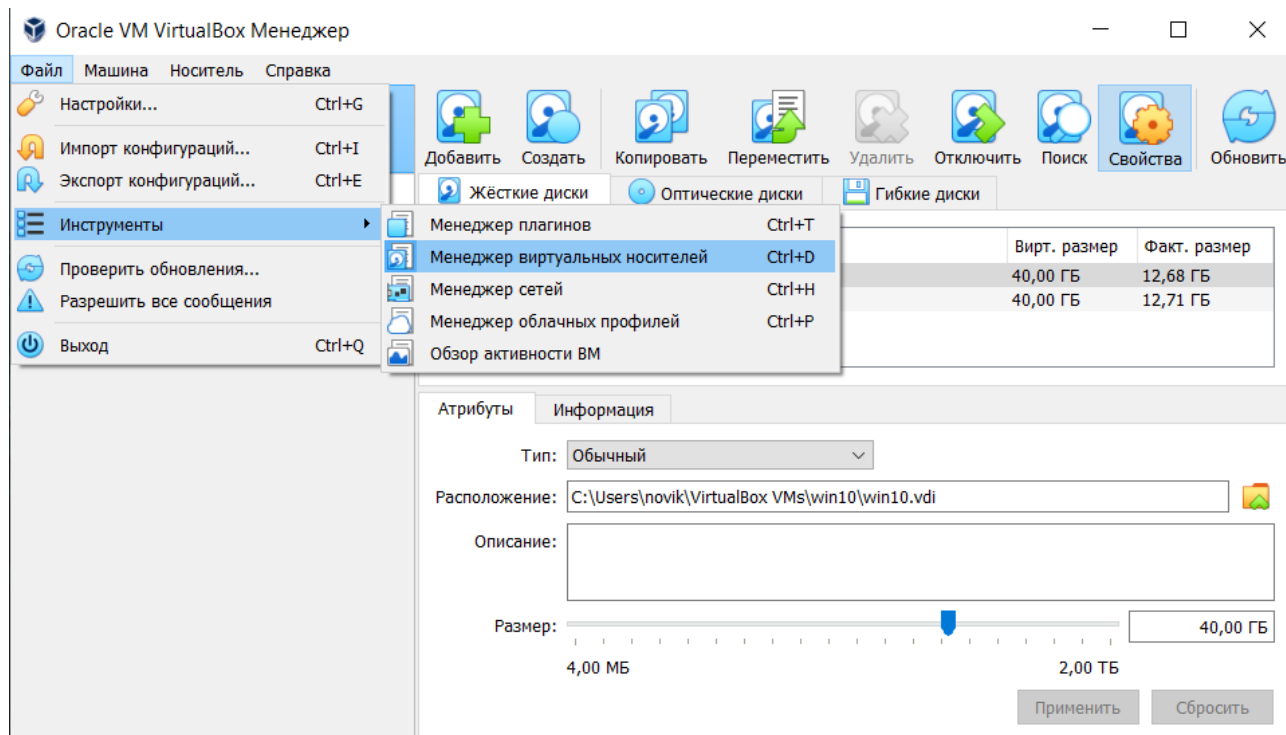 Oracle VM VirtualBox Менеджер
Файл Машина Носитель Справка
Настройки... Ctrl+G
Импорт конфигураций... Ctrl+I
Экспорт конфигураций... Ctrl+E
Инструменты
Проверить обновления...
Разрешить все сообщения
Выход Ctrl+Q
Менеджер плагинов Ctrl+T
Менеджер виртуальных носителей Ctrl+D
Менеджер сетей Ctrl+H
Менеджер облачных профилей Ctrl+P
Обзор активности ВМ
Добавить Создать Копировать Переместить Удалить Отключить Поиск Свойства Обновить
Жёсткие диски Оптические диски Гибкие диски
Вирт. размер Факт. размер
40,00 ГБ 12,68 ГБ
40,00 ГБ 12,71 ГБ
Атрибуты Информация
Тип: Обычный
Расположение: C:\Users\novik\VirtualBox VMs\win10\win10.vdi
Описание:
Размер: 40,00 ГБ
4,00 МБ 2,00 ТБ
Применить Сбросить